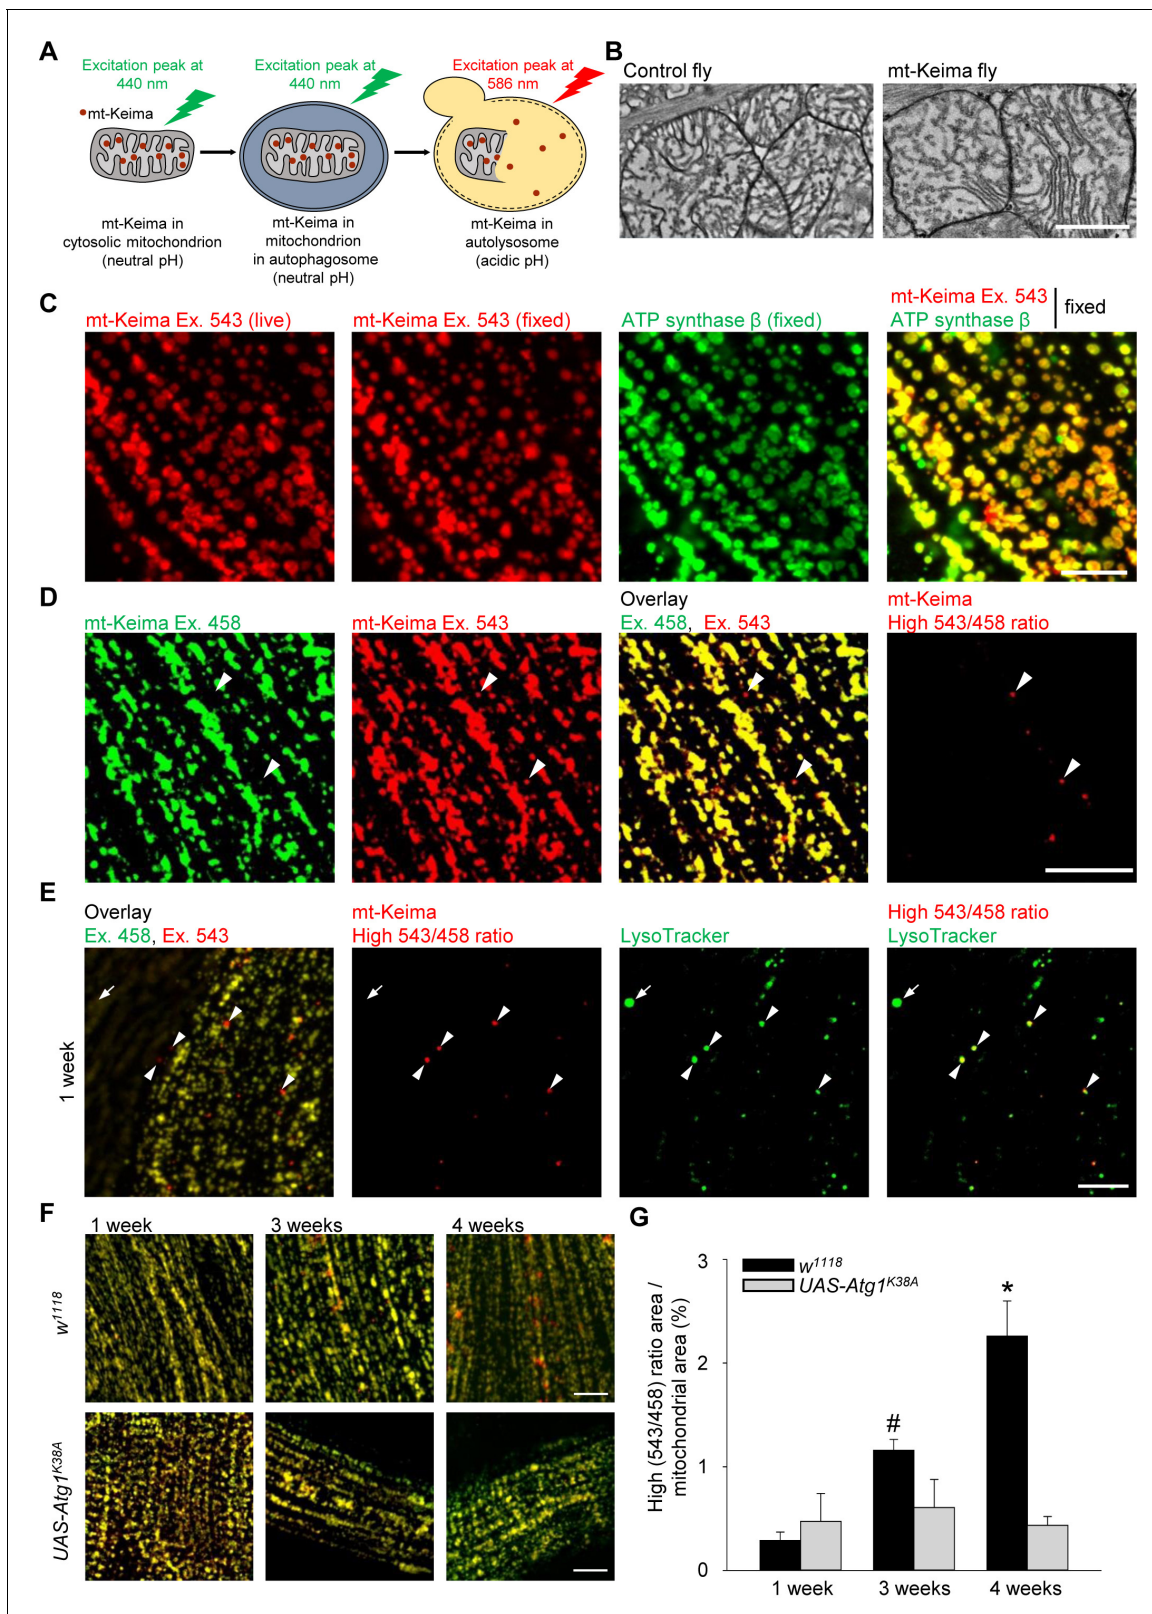 A
Excitation peak at
440 nm
Excitation peak at
440 nm
Excitation peak at
586 nm
mt-Keima
mt-Keima in
cytosolic mitochondrion
(neutral pH)
mt-Keima in
mitochondrion
in autophagosome
(neutral pH)
mt-Keima in
autolysosome
(acidic pH)
B
Control fly
mt-Keima fly
C
mt-Keima Ex. 543 (live)
mt-Keima Ex. 543 (fixed)
ATP synthase β (fixed)
mt-Keima Ex. 543
ATP synthase β
fixed
D
mt-Keima Ex. 458
mt-Keima Ex. 543
Overlay
Ex. 458, Ex. 543
mt-Keima
High 543/458 ratio
E
Overlay
Ex. 458, Ex. 543
mt-Keima
High 543/458 ratio
LysoTracker
High 543/458 ratio
LysoTracker
1 week
F
1 week
3 weeks
4 weeks
w1118
UAS-Atg1K38A
G
High (543/458) ratio area /
mitochondrial area (%)
3
2
1
0
w1118
UAS-Atg1K38A
#
*
1 week
3 weeks
4 weeks